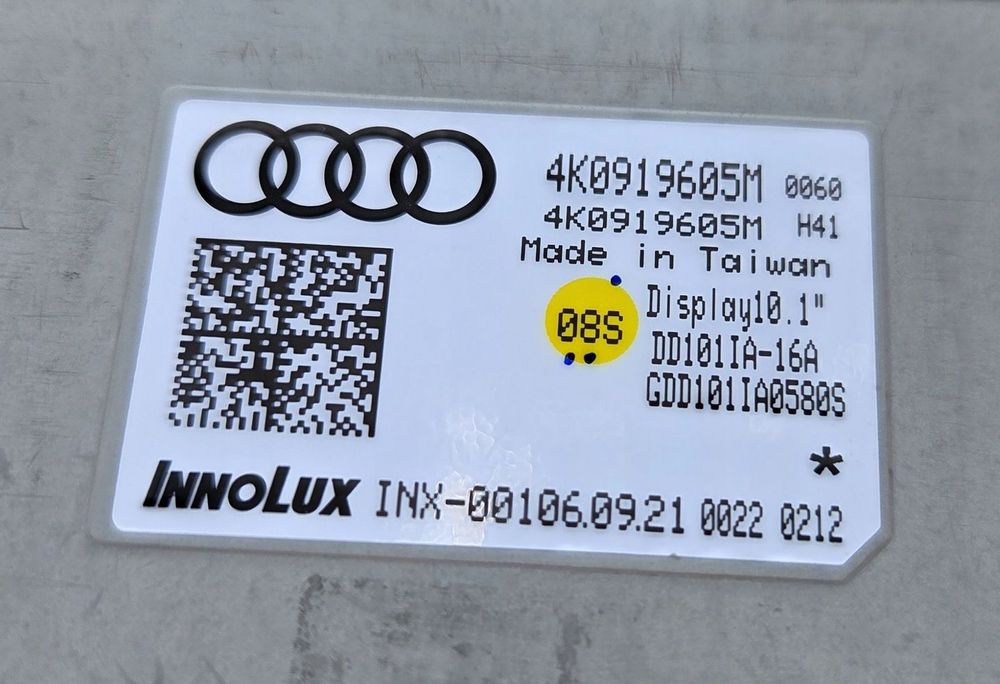 4K0919605M 0060
4K0919605M H41
Made in Taiwan
08S
Display10.1"
DD101IA-16A
GDD101IA0580S
*
INNOLUX INX-00106.09.21 0022 0212